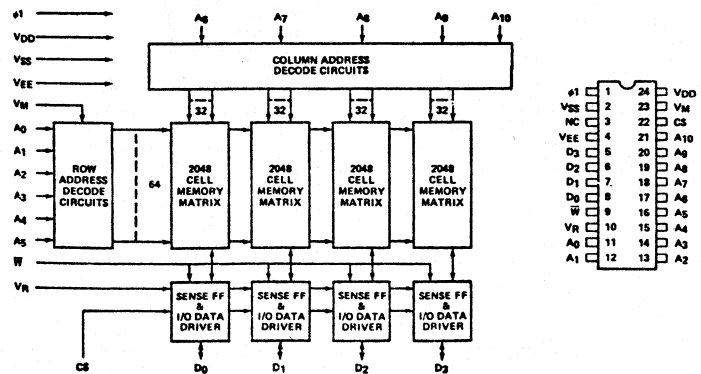 ϕ1
VDD
VSS
VEE
VM
A0
A1
A2
A3
A4
A5
W̅
VR
CS
A6 A7 A8 A9 A10
COLUMN ADDRESS
DECODE CIRCUITS
32 32 32 32
ROW
ADDRESS
DECODE
CIRCUITS
64
2048
CELL
MEMORY
MATRIX
2048
CELL
MEMORY
MATRIX
2048
CELL
MEMORY
MATRIX
2048
CELL
MEMORY
MATRIX
SENSE FF
&
I/O DATA
DRIVER
SENSE FF
&
I/O DATA
DRIVER
SENSE FF
&
I/O DATA
DRIVER
SENSE FF
&
I/O DATA
DRIVER
D0 D1 D2 D3
ϕ1 1 24 VDD
VSS 2 23 VM
NC 3 22 CS
VEE 4 21 A10
D3 5 20 A9
D2 6 19 A8
D1 7 18 A7
D0 8 17 A6
W̅ 9 16 A5
VR 10 15 A4
A0 11 14 A3
A1 12 13 A2